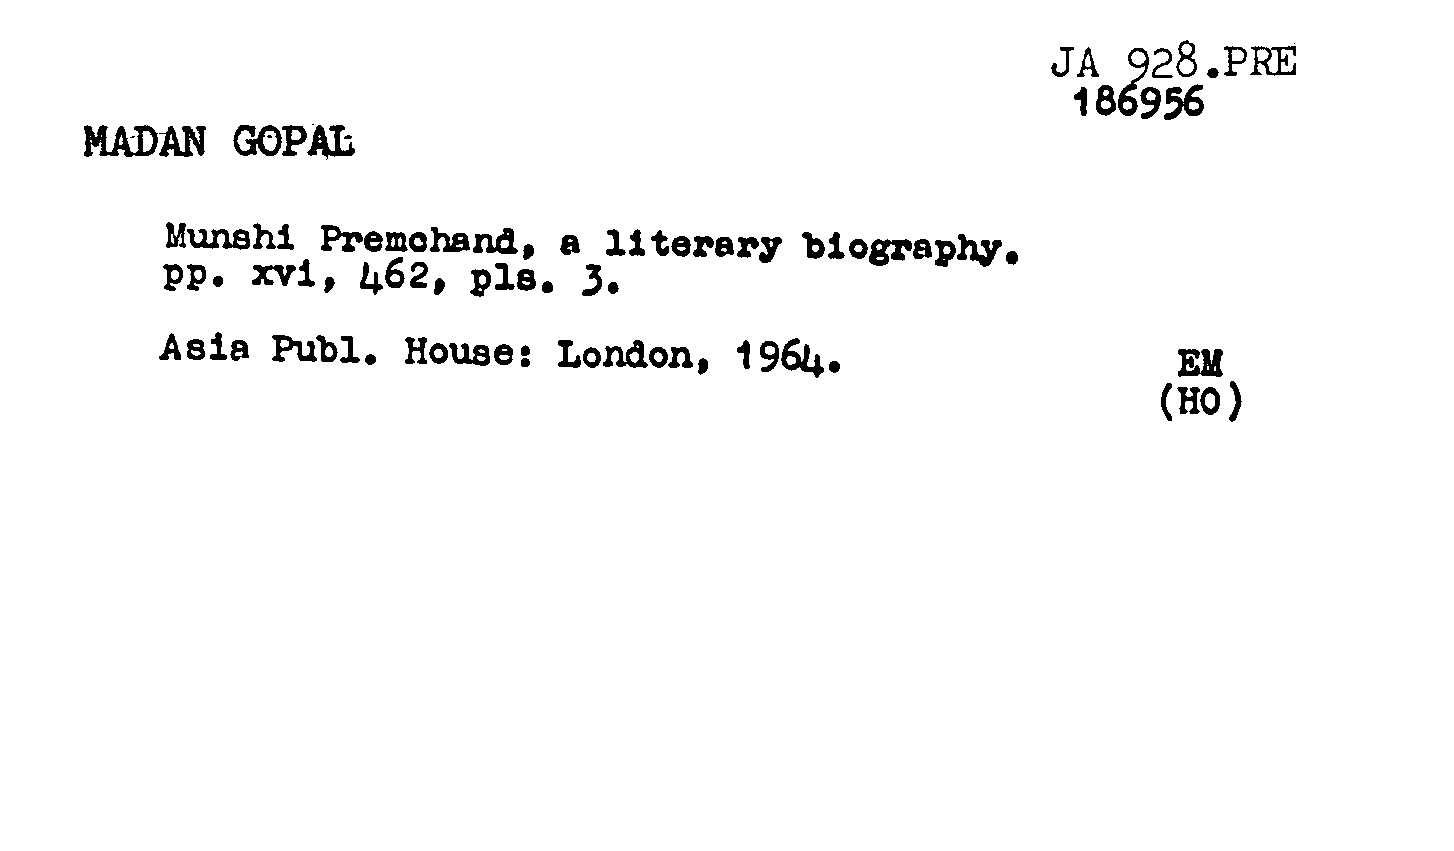 JA 928.PRE
186956
MADAN GOPAL
Munshi Premchand, a literary biography.
pp. xvi, 462, pls. 3.
Asia Publ. House: London, 1964.
EM
(HO)